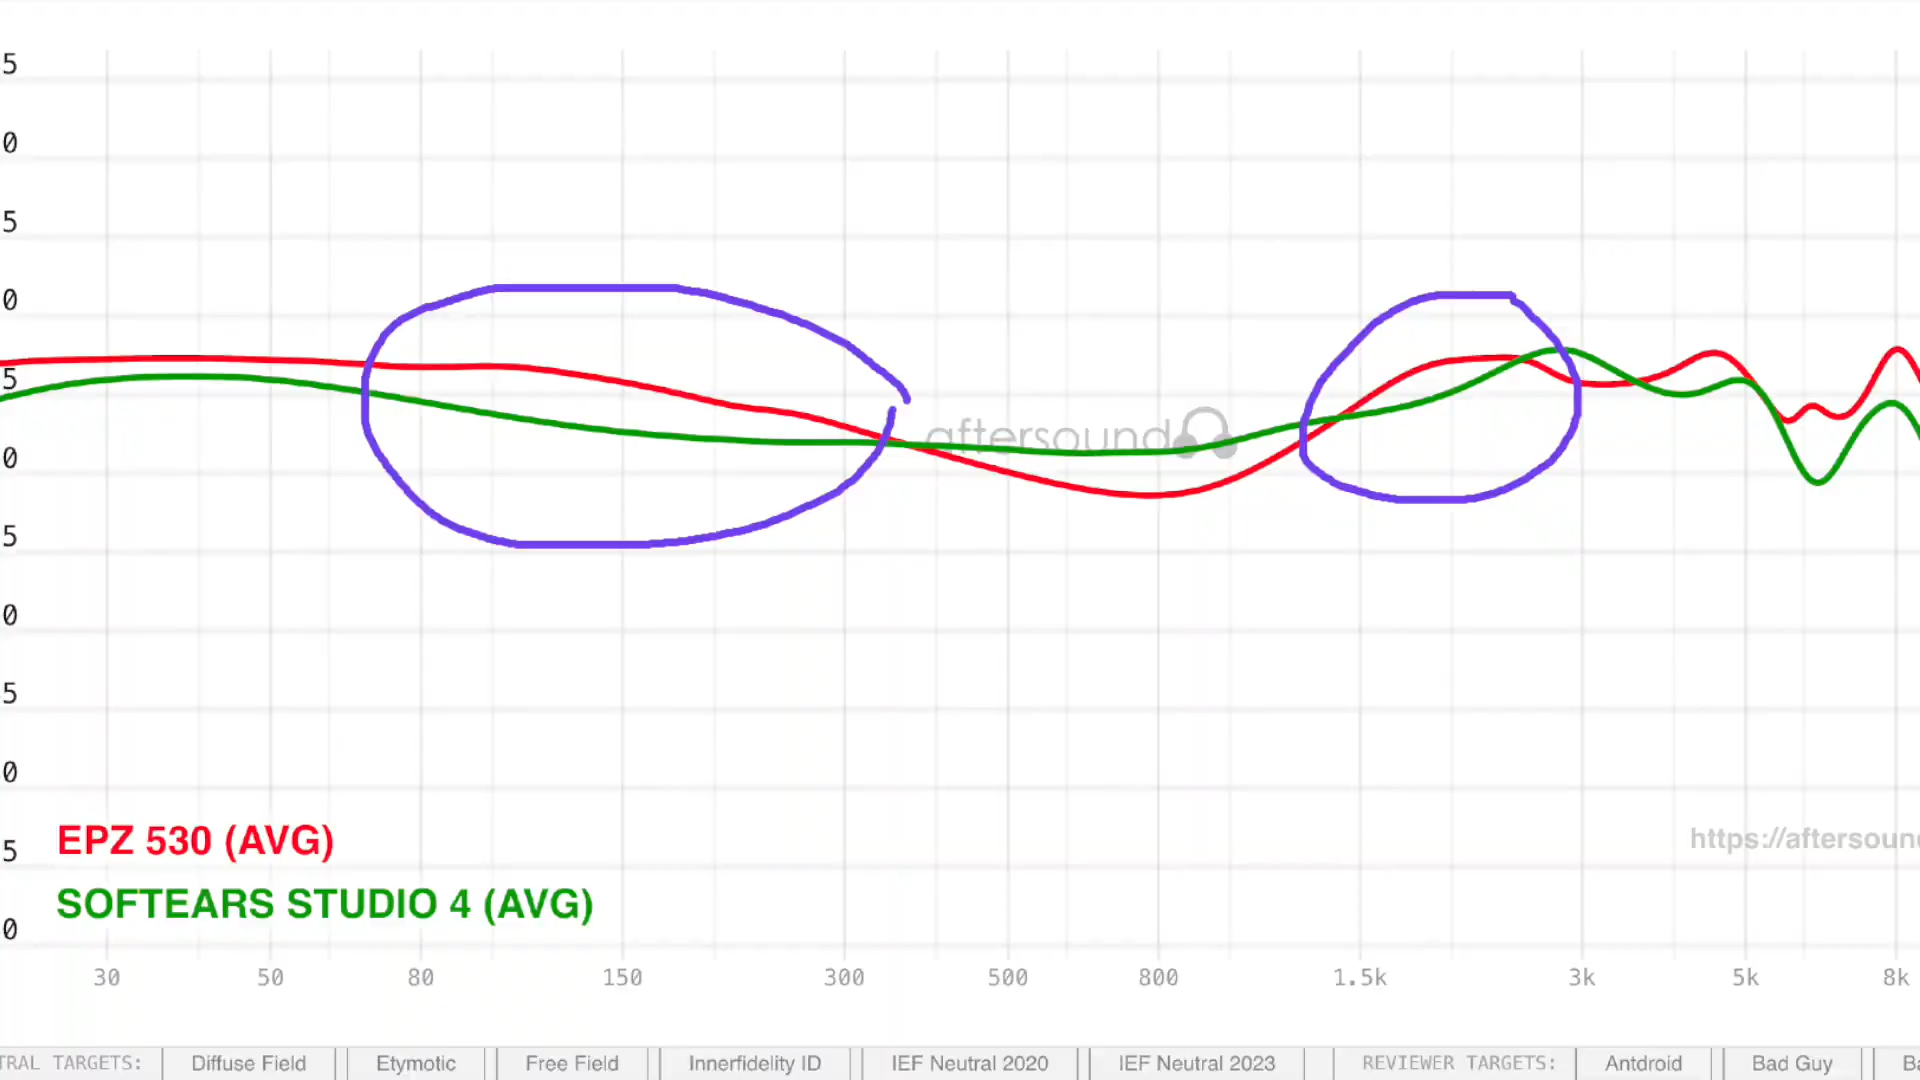 5
0
5
0
5
aftersound
0
5
0
5
0
https://aftersoun
EPZ 530 (AVG)
5
SOFTEARS STUDIO 4 (AVG)
0
30 50 80 150 300 500 800 1.5k 3k 5k 8k
TRAL TARGETS: Diffuse Field Etymotic Free Field Innerfidelity ID IEF Neutral 2020 IEF Neutral 2023 REVIEWER TARGETS: Antdroid Bad Guy Ba